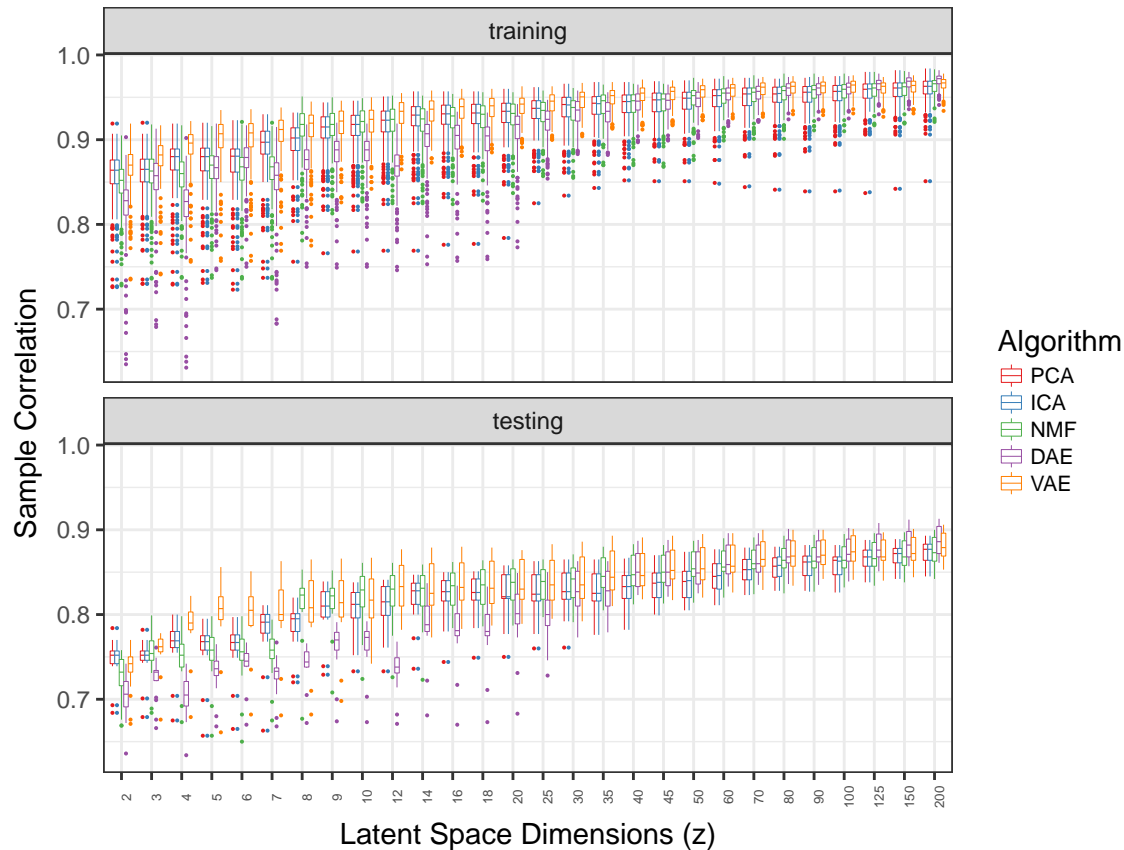 training
1.0
0.9
0.8
0.7
testing
1.0
0.9
0.8
0.7
Sample Correlation
2 3 4 5 6 7 8 9 10 12 14 16 18 20 25 30 35 40 45 50 60 70 80 90 100 125 150 200
Latent Space Dimensions (z)
Algorithm
PCA
ICA
NMF
DAE
VAE